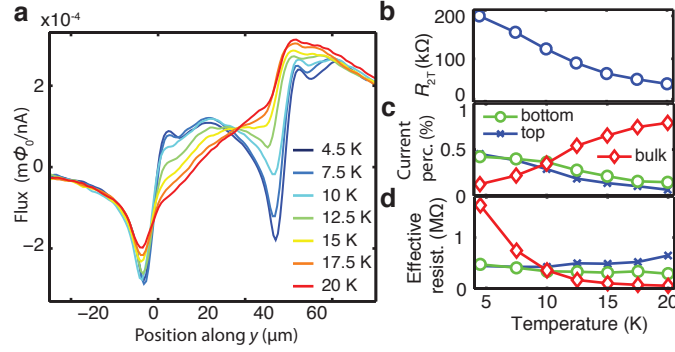 a
x10⁻⁴
Flux (mΦ₀/nA)
2
0
−2
4.5 K
7.5 K
10 K
12.5 K
15 K
17.5 K
20 K
−20
0
20
40
60
Position along y (μm)
b
R2T (kΩ)
200
100
0
c
Current
perc. (%)
1
0.5
0
bottom
top
bulk
d
Effective
resist. (MΩ)
1
0
5
10
15
20
Temperature (K)